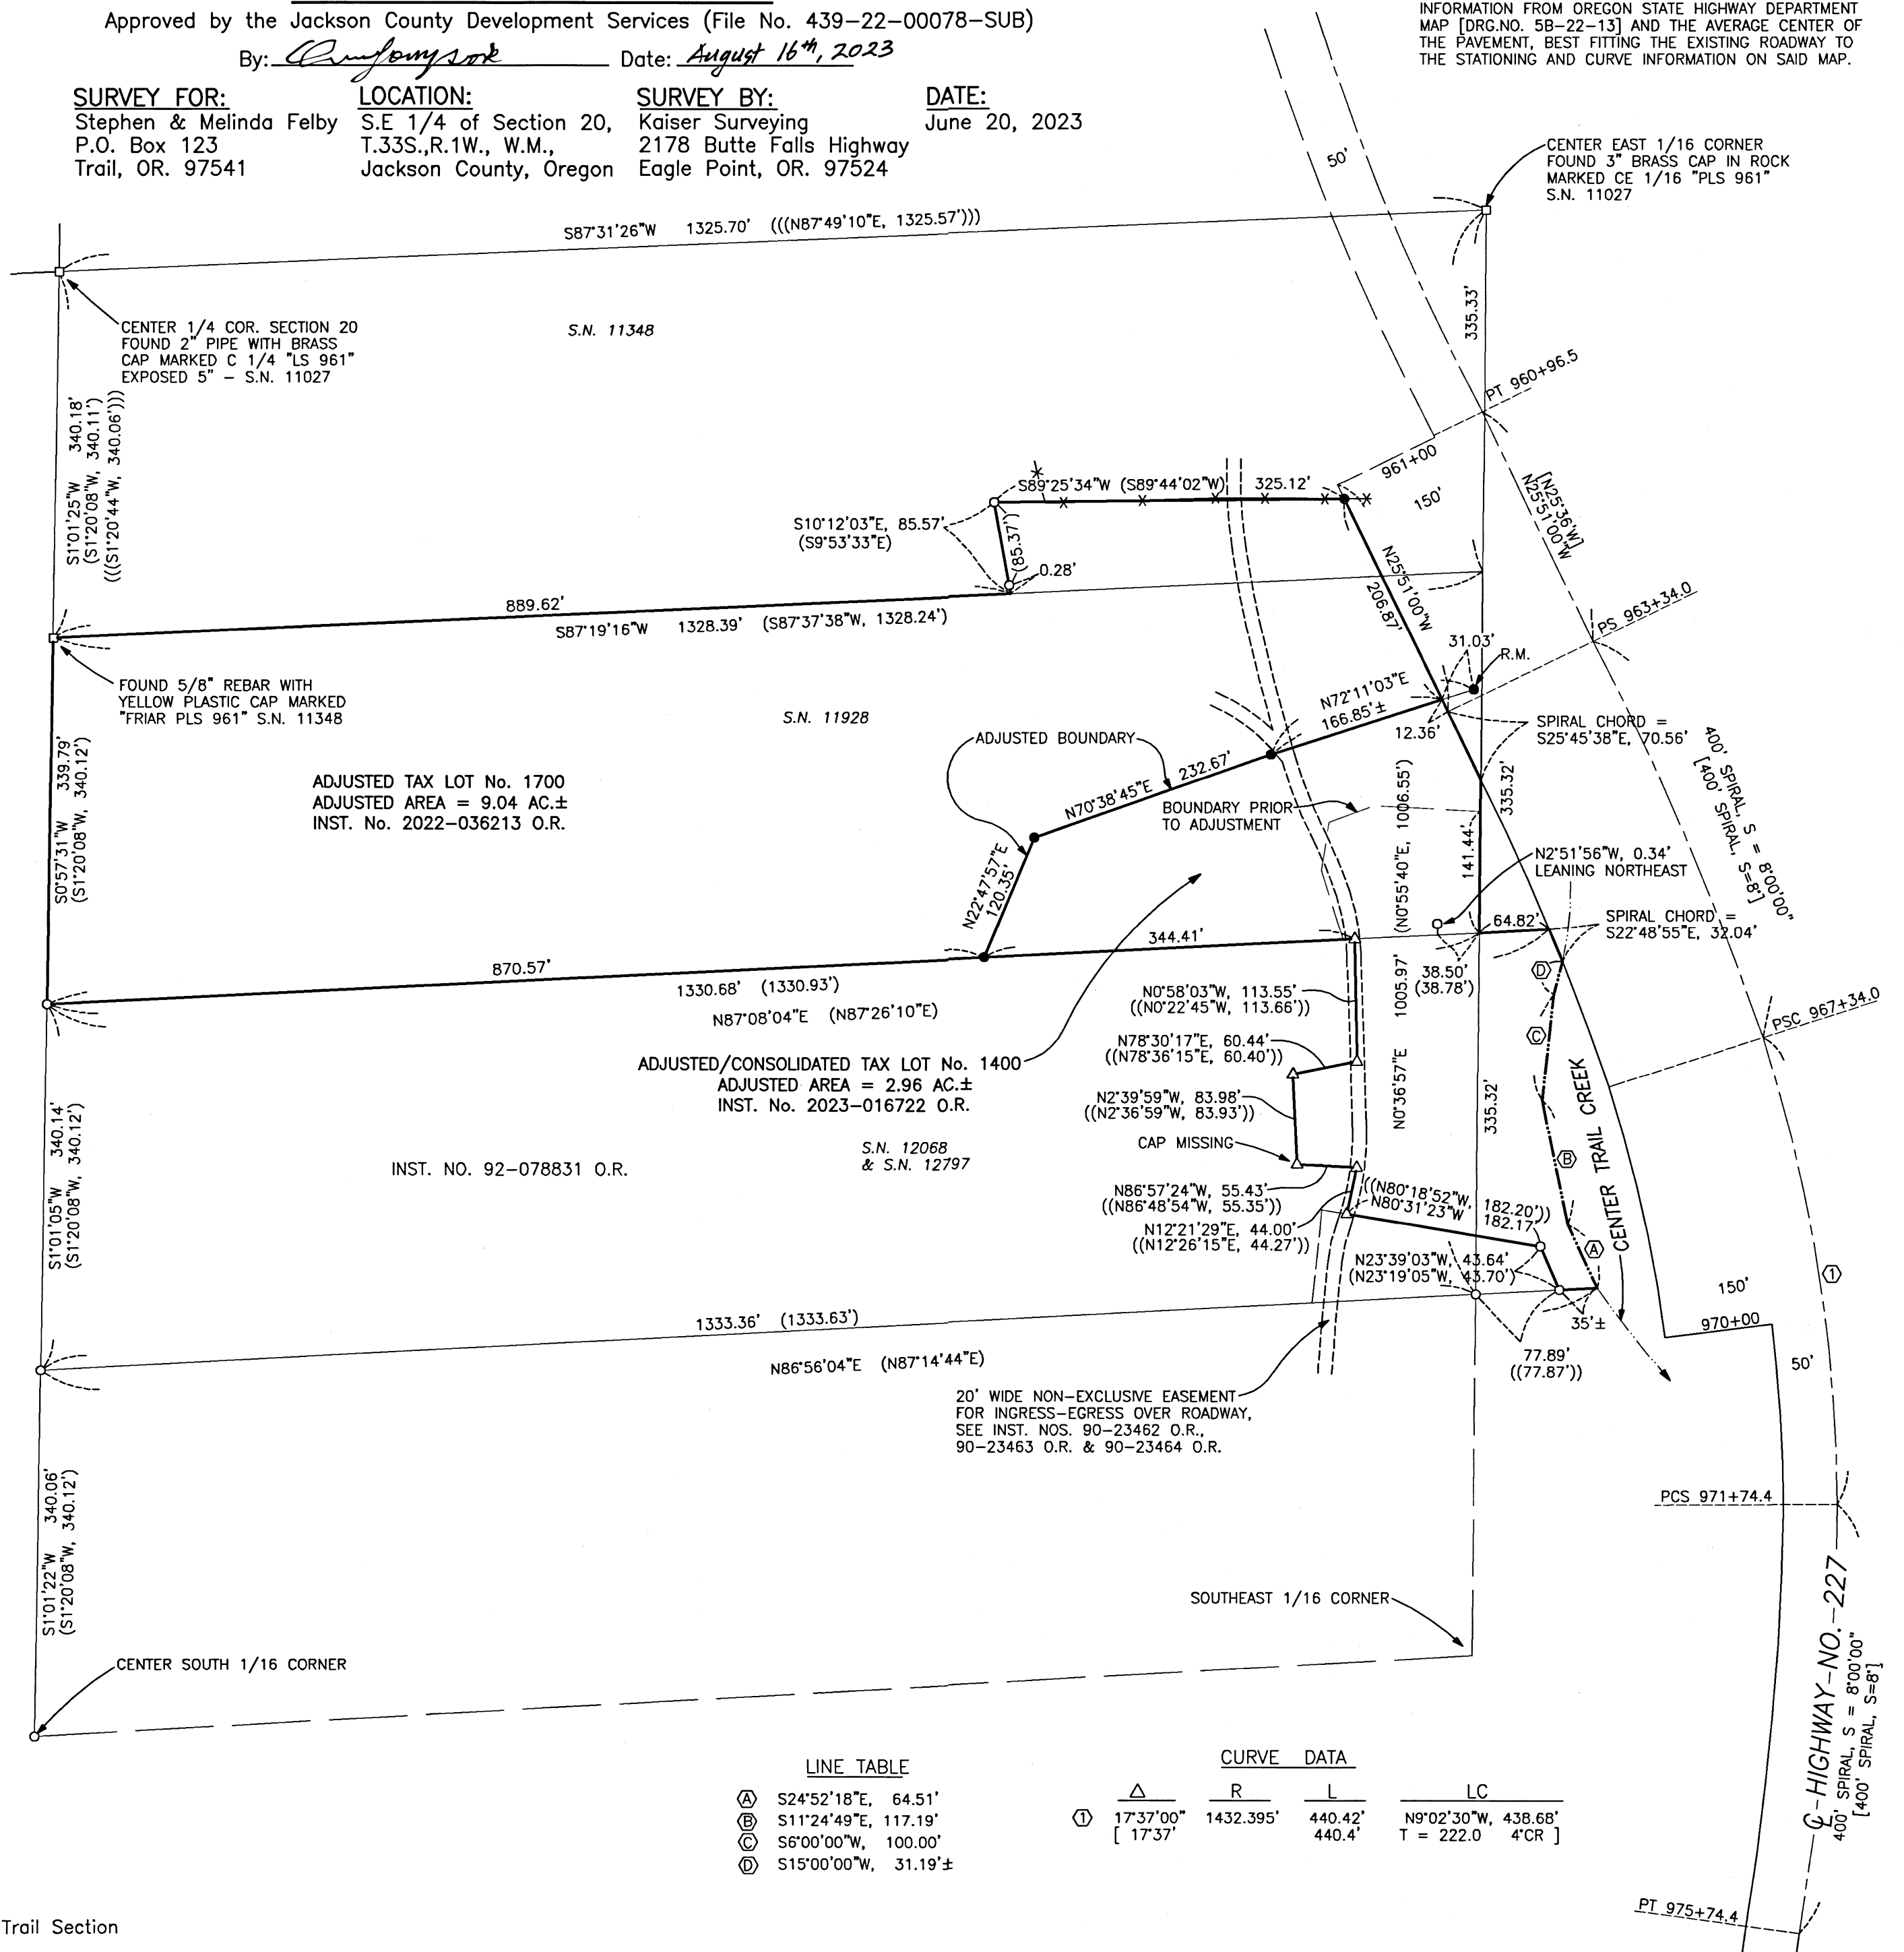 Approved by the Jackson County Development Services (File No. 439-22-00078-SUB)
By: Date: August 16th, 2023
INFORMATION FROM OREGON STATE HIGHWAY DEPARTMENT
MAP [DRG.NO. 5B-22-13] AND THE AVERAGE CENTER OF
THE PAVEMENT, BEST FITTING THE EXISTING ROADWAY TO
THE STATIONING AND CURVE INFORMATION ON SAID MAP.
SURVEY FOR:
Stephen & Melinda Felby
P.O. Box 123
Trail, OR. 97541
LOCATION:
S.E 1/4 of Section 20,
T.33S.,R.1W., W.M.,
Jackson County, Oregon
SURVEY BY:
Kaiser Surveying
2178 Butte Falls Highway
Eagle Point, OR. 97524
DATE:
June 20, 2023
50'
CENTER EAST 1/16 CORNER
FOUND 3" BRASS CAP IN ROCK
MARKED CE 1/16 "PLS 961"
S.N. 11027
S87°31'26"W 1325.70' (((N87°49'10"E, 1325.57')))
CENTER 1/4 COR. SECTION 20
FOUND 2" PIPE WITH BRASS
CAP MARKED C 1/4 "LS 961"
EXPOSED 5" - S.N. 11027
S.N. 11348
335.33'
PT 960+96.5
S1°01'25"W 340.18'
(S1°20'08"W, 340.11')
(((S1°20'44"W, 340.06')))
961+00
150'
[N25°36'W]
N25°51'00"W
S89°25'34"W (S89°44'02"W) 325.12'
S10°12'03"E, 85.57'
(S9°53'33"E)
(85.37')
0.28'
N25°51'00"W
206.87'
889.62'
S87°19'16"W 1328.39' (S87°37'38"W, 1328.24')
PS 963+34.0
31.03'
R.M.
FOUND 5/8" REBAR WITH
YELLOW PLASTIC CAP MARKED
"FRIAR PLS 961" S.N. 11348
S.N. 11928
N72°11'03"E
166.85'±
12.36'
SPIRAL CHORD =
S25°45'38"E, 70.56'
ADJUSTED BOUNDARY
S0°57'31"W 339.79'
(S1°20'08"W, 340.12')
ADJUSTED TAX LOT No. 1700
ADJUSTED AREA = 9.04 AC.±
INST. No. 2022-036213 O.R.
N70°38'45"E 232.67'
BOUNDARY PRIOR
TO ADJUSTMENT
335.32'
400' SPIRAL, S = 8°00'00"
[400' SPIRAL, S=8°]
(N0°55'40"E, 1006.55')
141.44'
N2°51'56"W, 0.34'
LEANING NORTHEAST
N22°47'57"E
120.35'
64.82'
SPIRAL CHORD =
S22°48'55"E, 32.04'
344.41'
870.57'
1330.68' (1330.93')
N87°08'04"E (N87°26'10"E)
38.50'
(38.78')
D
N0°58'03"W, 113.55'
((N0°22'45"W, 113.66'))
N0°36'57"E 1005.97'
PSC 967+34.0
C
N78°30'17"E, 60.44'
((N78°36'15"E, 60.40'))
ADJUSTED/CONSOLIDATED TAX LOT No. 1400
ADJUSTED AREA = 2.96 AC.±
INST. No. 2023-016722 O.R.
N2°39'59"W, 83.98'
((N2°36'59"W, 83.93'))
335.32'
CAP MISSING
S1°01'05"W 340.14'
(S1°20'08"W, 340.12')
INST. NO. 92-078831 O.R.
S.N. 12068
& S.N. 12797
B
CENTER TRAIL CREEK
N86°57'24"W, 55.43'
((N86°48'54"W, 55.35'))
((N80°18'52"W, 182.20'))
N80°31'23"W 182.17'
N12°21'29"E, 44.00'
((N12°26'15"E, 44.27'))
A
N23°39'03"W, 43.64'
(N23°19'05"W, 43.70')
1
150'
970+00
35'±
1333.36' (1333.63')
N86°56'04"E (N87°14'44"E)
77.89'
((77.87'))
50'
20' WIDE NON-EXCLUSIVE EASEMENT
FOR INGRESS-EGRESS OVER ROADWAY,
SEE INST. NOS. 90-23462 O.R.,
90-23463 O.R. & 90-23464 O.R.
S1°01'22"W 340.06'
(S1°20'08"W, 340.12')
PCS 971+74.4
SOUTHEAST 1/16 CORNER
CENTER SOUTH 1/16 CORNER
℄ HIGHWAY NO. 227
400' SPIRAL, S = 8°00'00"
[400' SPIRAL, S=8°]
LINE TABLE
A S24°52'18"E, 64.51'
B S11°24'49"E, 117.19'
C S6°00'00"W, 100.00'
D S15°00'00"W, 31.19'±
CURVE DATA
Δ R L LC
1 17°37'00" 1432.395' 440.42' N9°02'30"W, 438.68'
[ 17°37' 440.4' T = 222.0 4°CR ]
PT 975+74.4
Trail Section